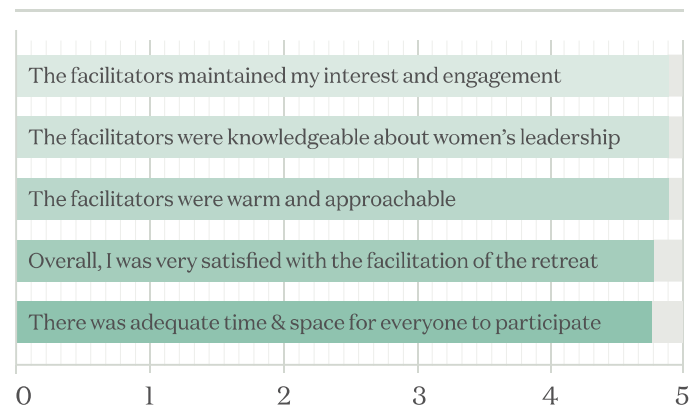 The facilitators maintained my interest and engagement
The facilitators were knowledgeable about women’s leadership
The facilitators were warm and approachable
Overall, I was very satisfied with the facilitation of the retreat
There was adequate time & space for everyone to participate
0 1 2 3 4 5